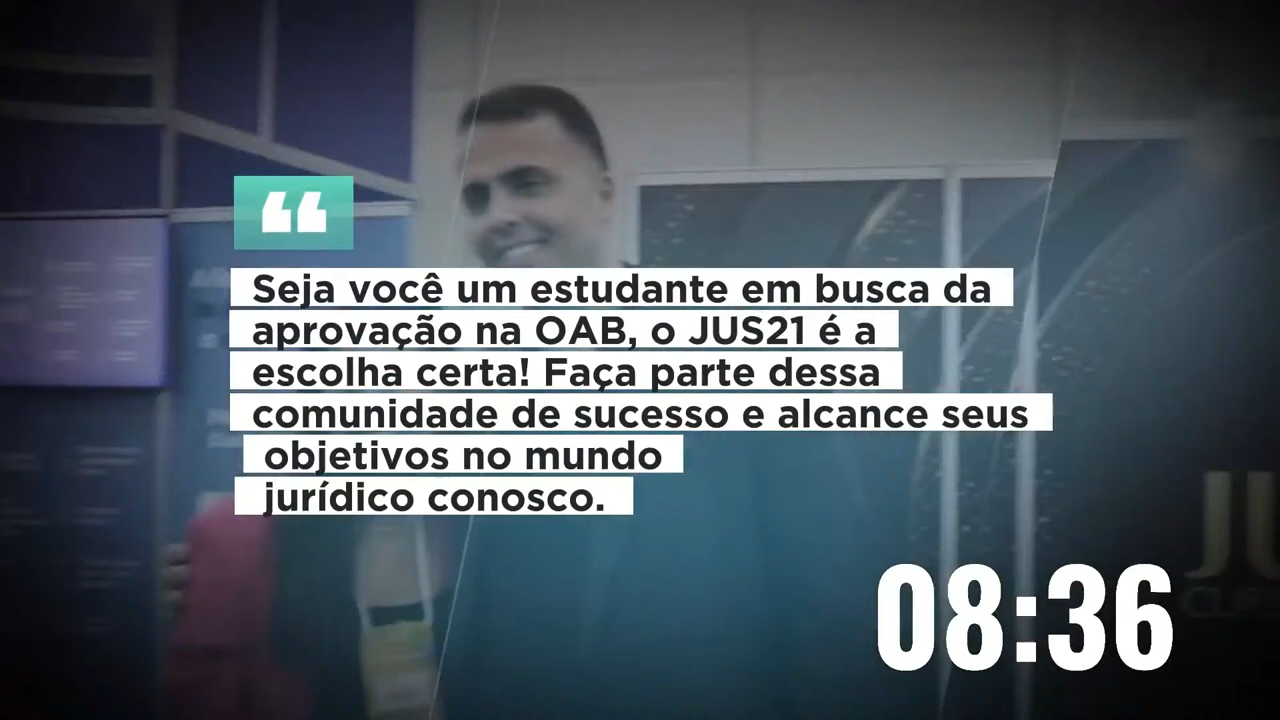 Seja você um estudante em busca da
aprovação na OAB, o JUS21 é a
escolha certa! Faça parte dessa
comunidade de sucesso e alcance seus
objetivos no mundo
jurídico conosco.
08:36